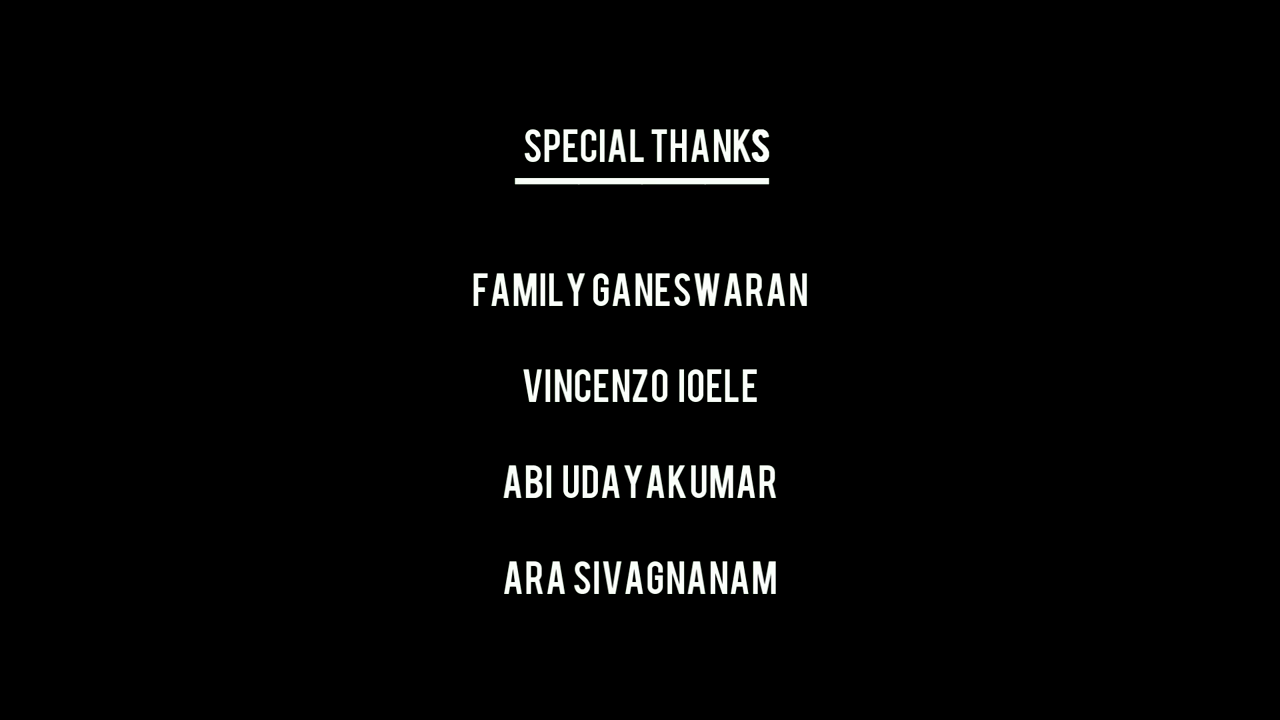 SPECIAL THANKS
FAMILY GANESWARAN
VINCENZO IOELE
ABI UDAYAKUMAR
ARA SIVAGNANAM